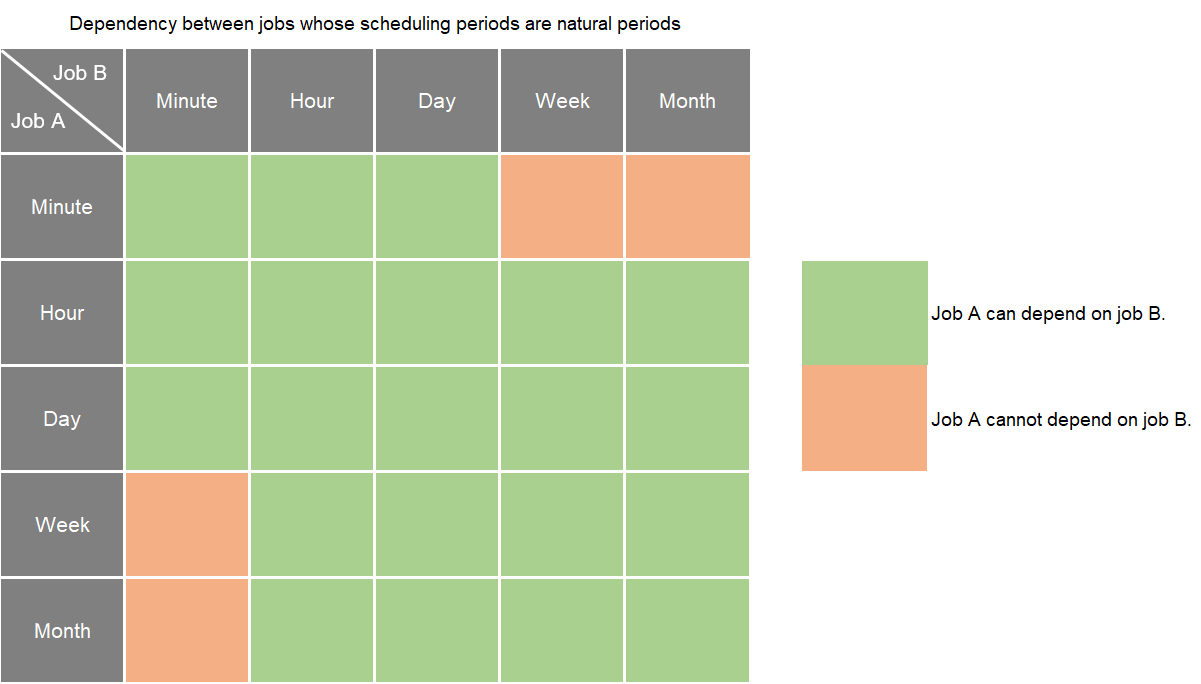 Dependency between jobs whose scheduling periods are natural periods
Job B
Job A
Minute
Hour
Day
Week
Month
Minute
Hour
Day
Week
Month
Job A can depend on job B.
Job A cannot depend on job B.